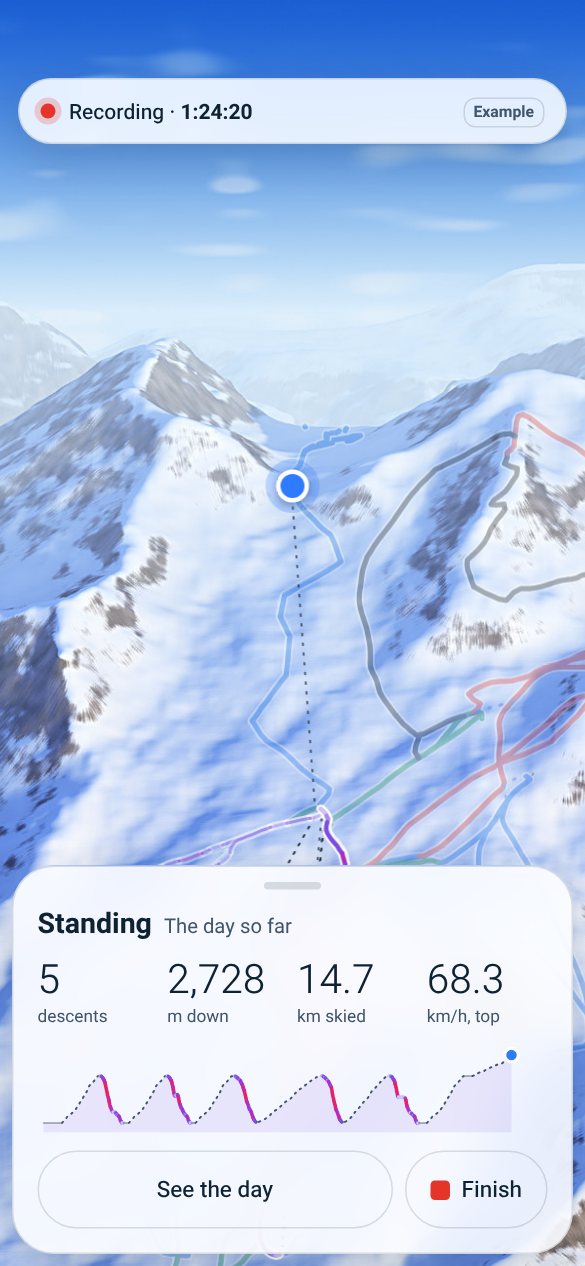 Recording · 1:24:20
Example
Standing The day so far
5 2,728 14.7 68.3
descents m down km skied km/h, top
See the day
Finish